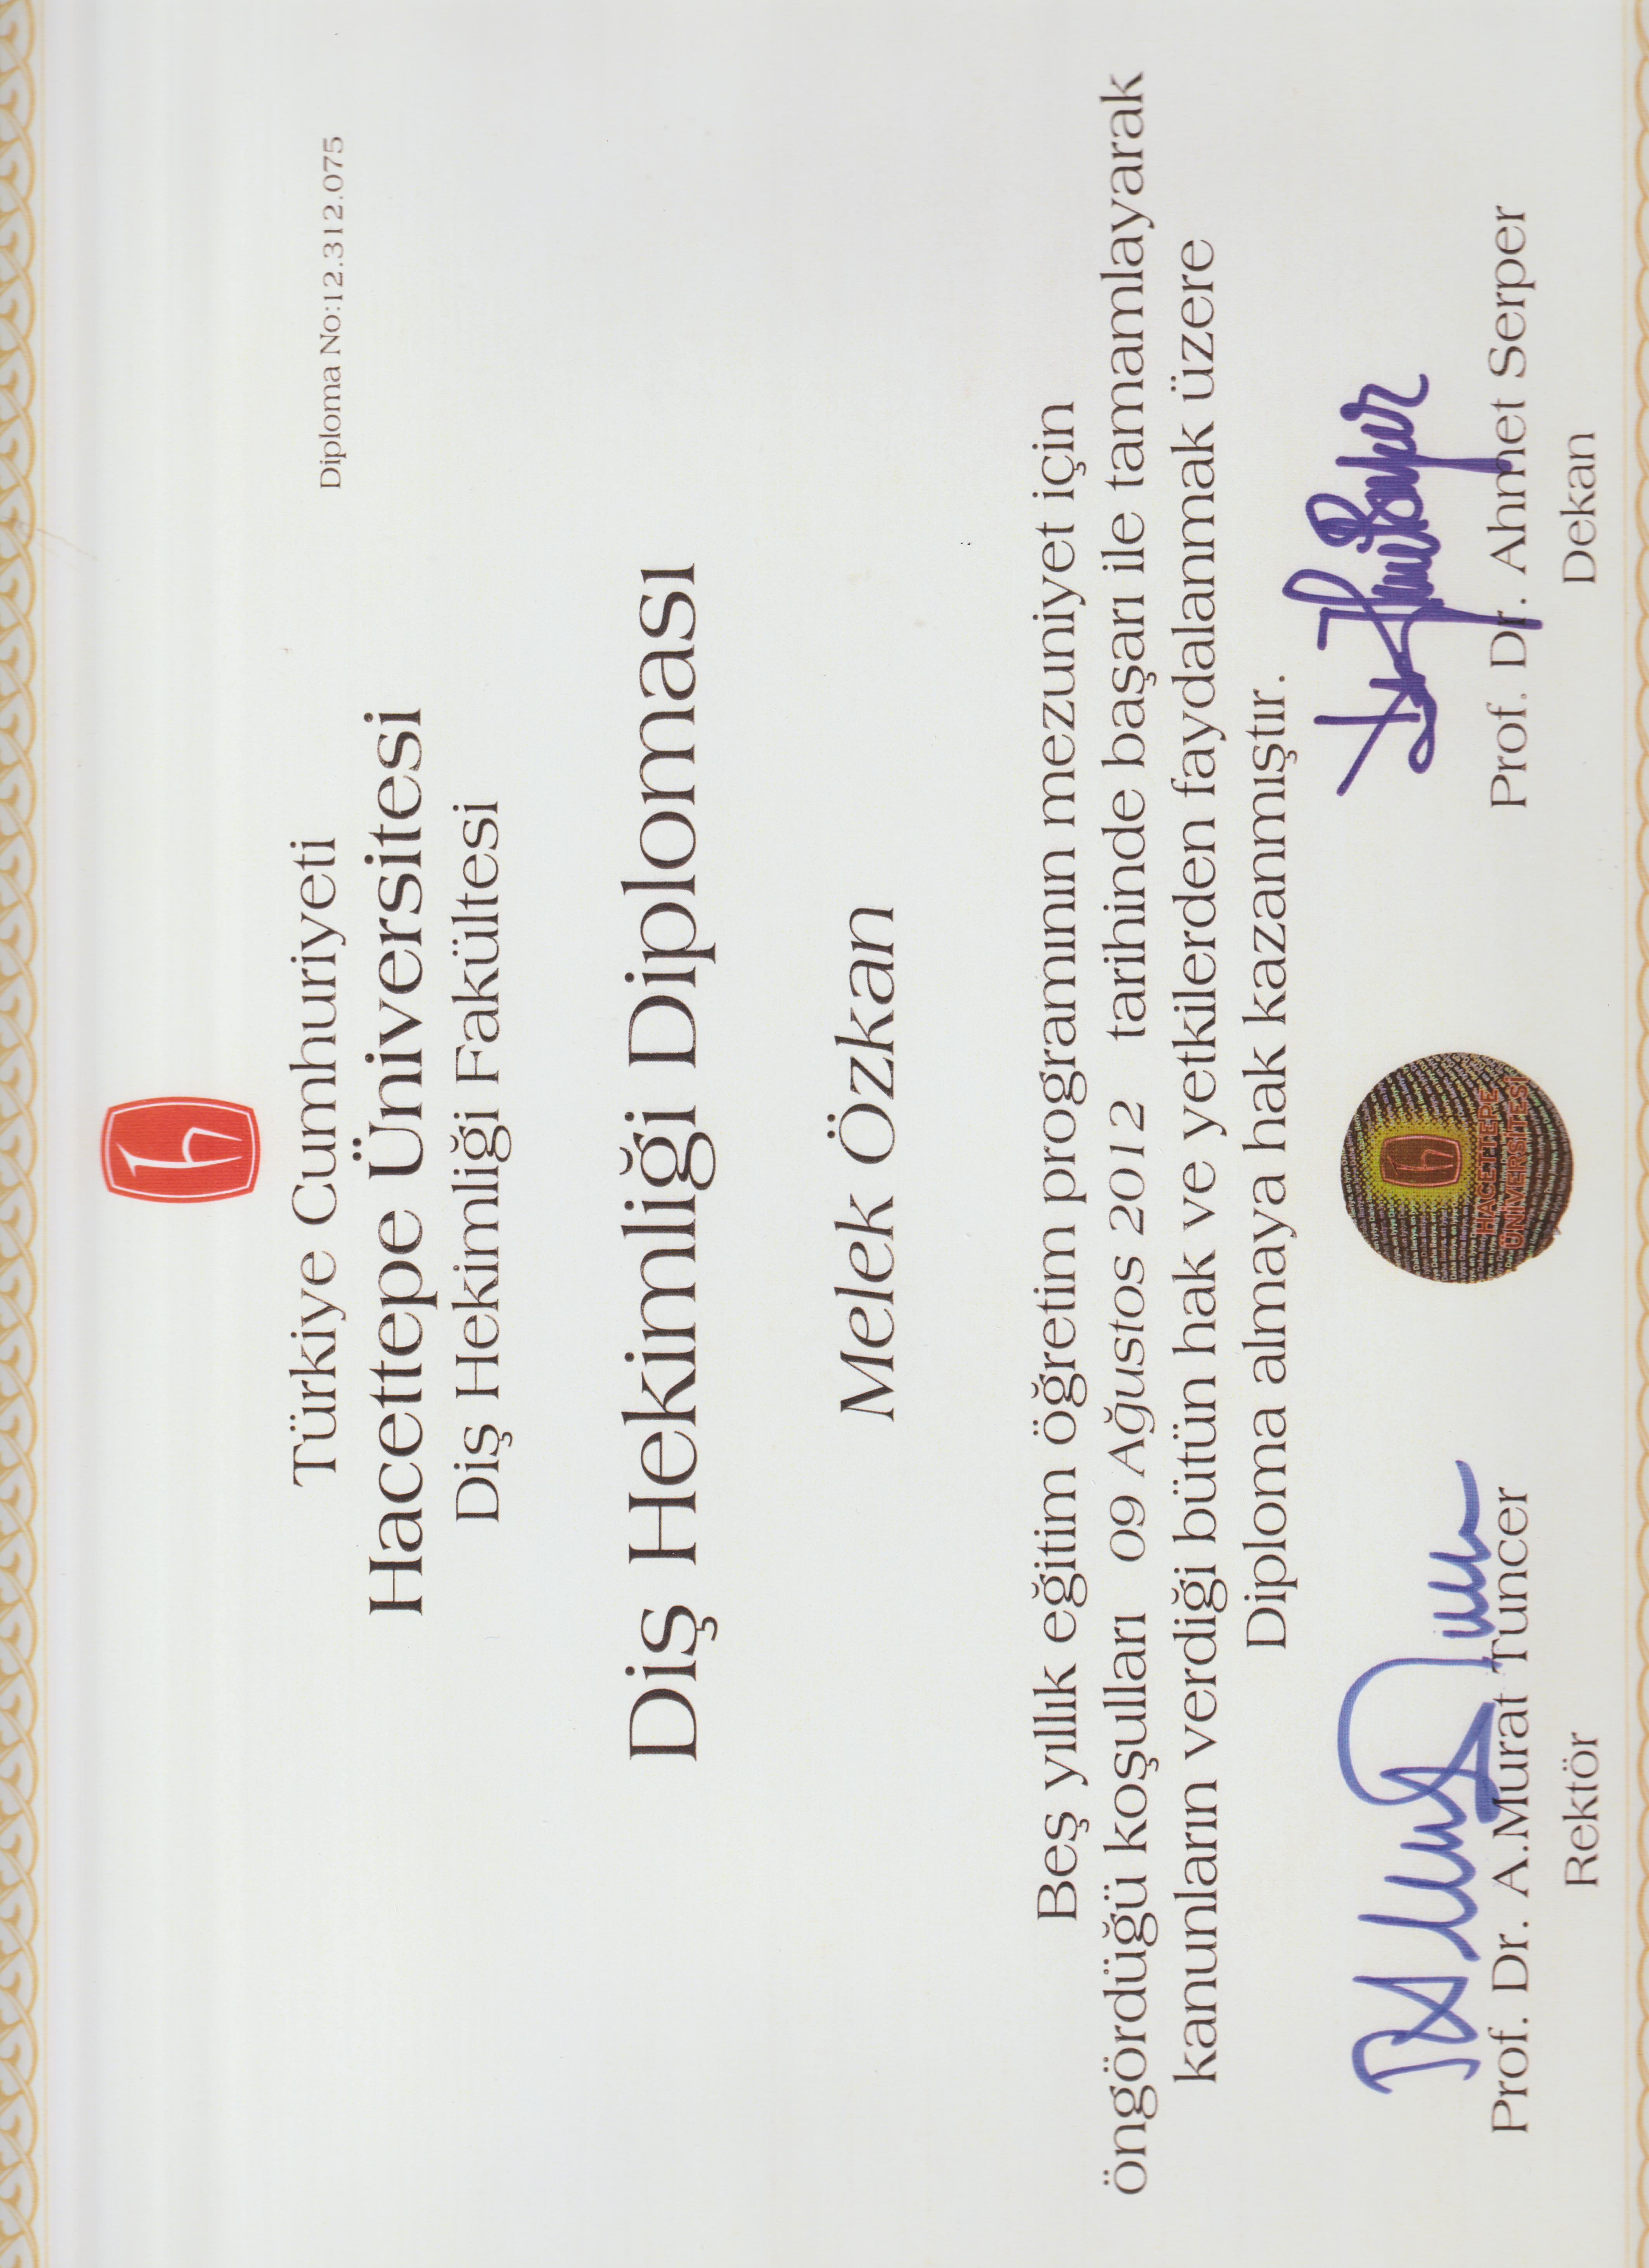 Türkiye Cumhuriyeti
Diploma No:12.312.075
Hacettepe Üniversitesi
Diş Hekimliği Fakültesi
Diş Hekimliği Diploması
Melek Özkan
Beş yıllık eğitim öğretim programının mezuniyet için
öngördüğü koşulları 09 Ağustos 2012 tarihinde başarı ile tamamlayarak
kanunların verdiği bütün hak ve yetkilerden faydalanmak üzere
Diploma almaya hak kazanmıştır.
HACETTEPE
ÜNİVERSİTESİ
Prof. Dr. A.Murat Tuncer
Rektör
Prof. Dr. Ahmet Serper
Dekan